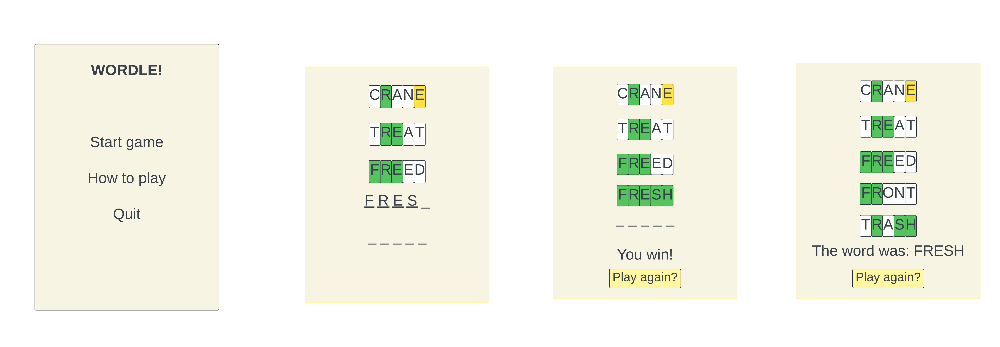 WORDLE!
Start game
How to play
Quit
CRANE
TREAT
FREED
F R E S _
_ _ _ _ _
CRANE
TREAT
FREED
FRESH
_ _ _ _ _
You win!
Play again?
CRANE
TREAT
FREED
FRONT
TRASH
The word was: FRESH
Play again?